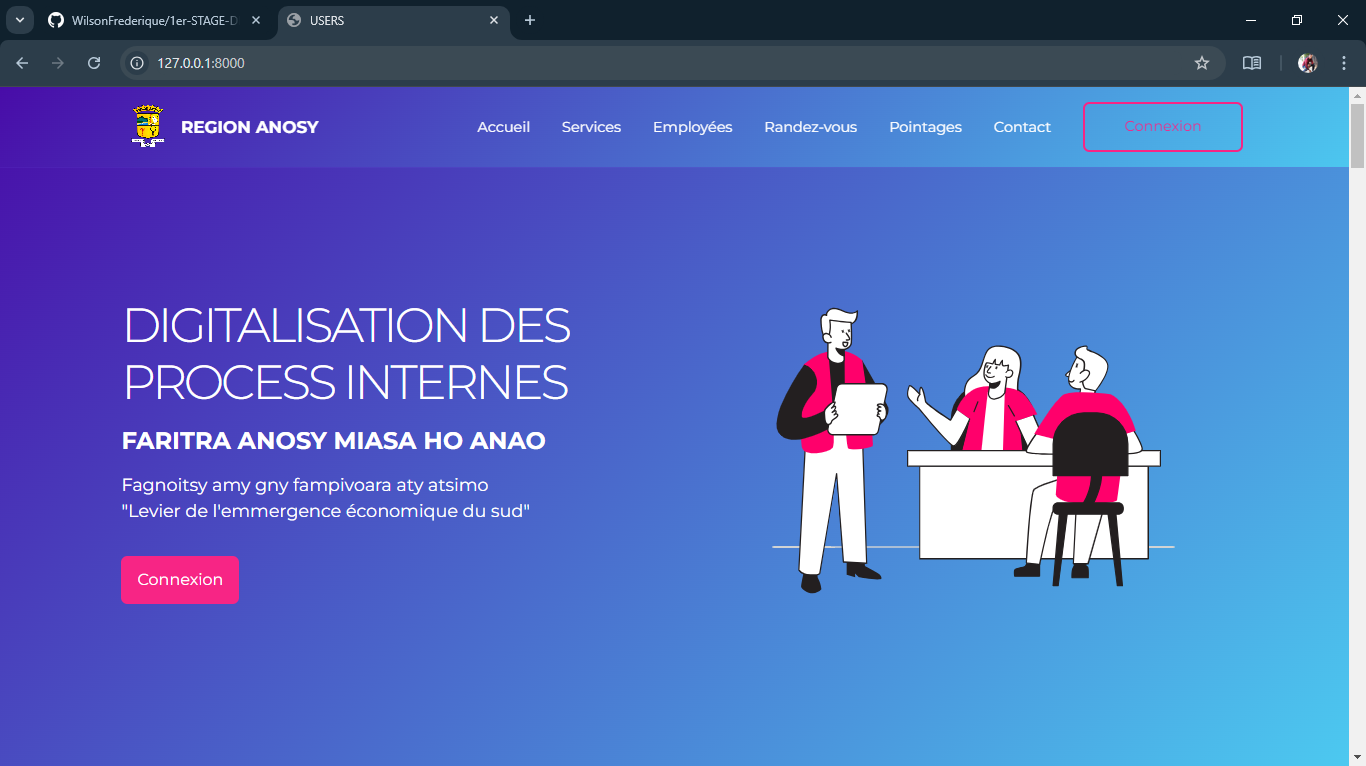 WilsonFrederique/1er-STAGE-D
USERS
127.0.0.1:8000
REGION ANOSY
Accueil
Services
Employées
Randez-vous
Pointages
Contact
Connexion
DIGITALISATION DES
PROCESS INTERNES
FARITRA ANOSY MIASA HO ANAO
Fagnoitsy amy gny fampivoara aty atsimo
"Levier de l'emmergence économique du sud"
Connexion